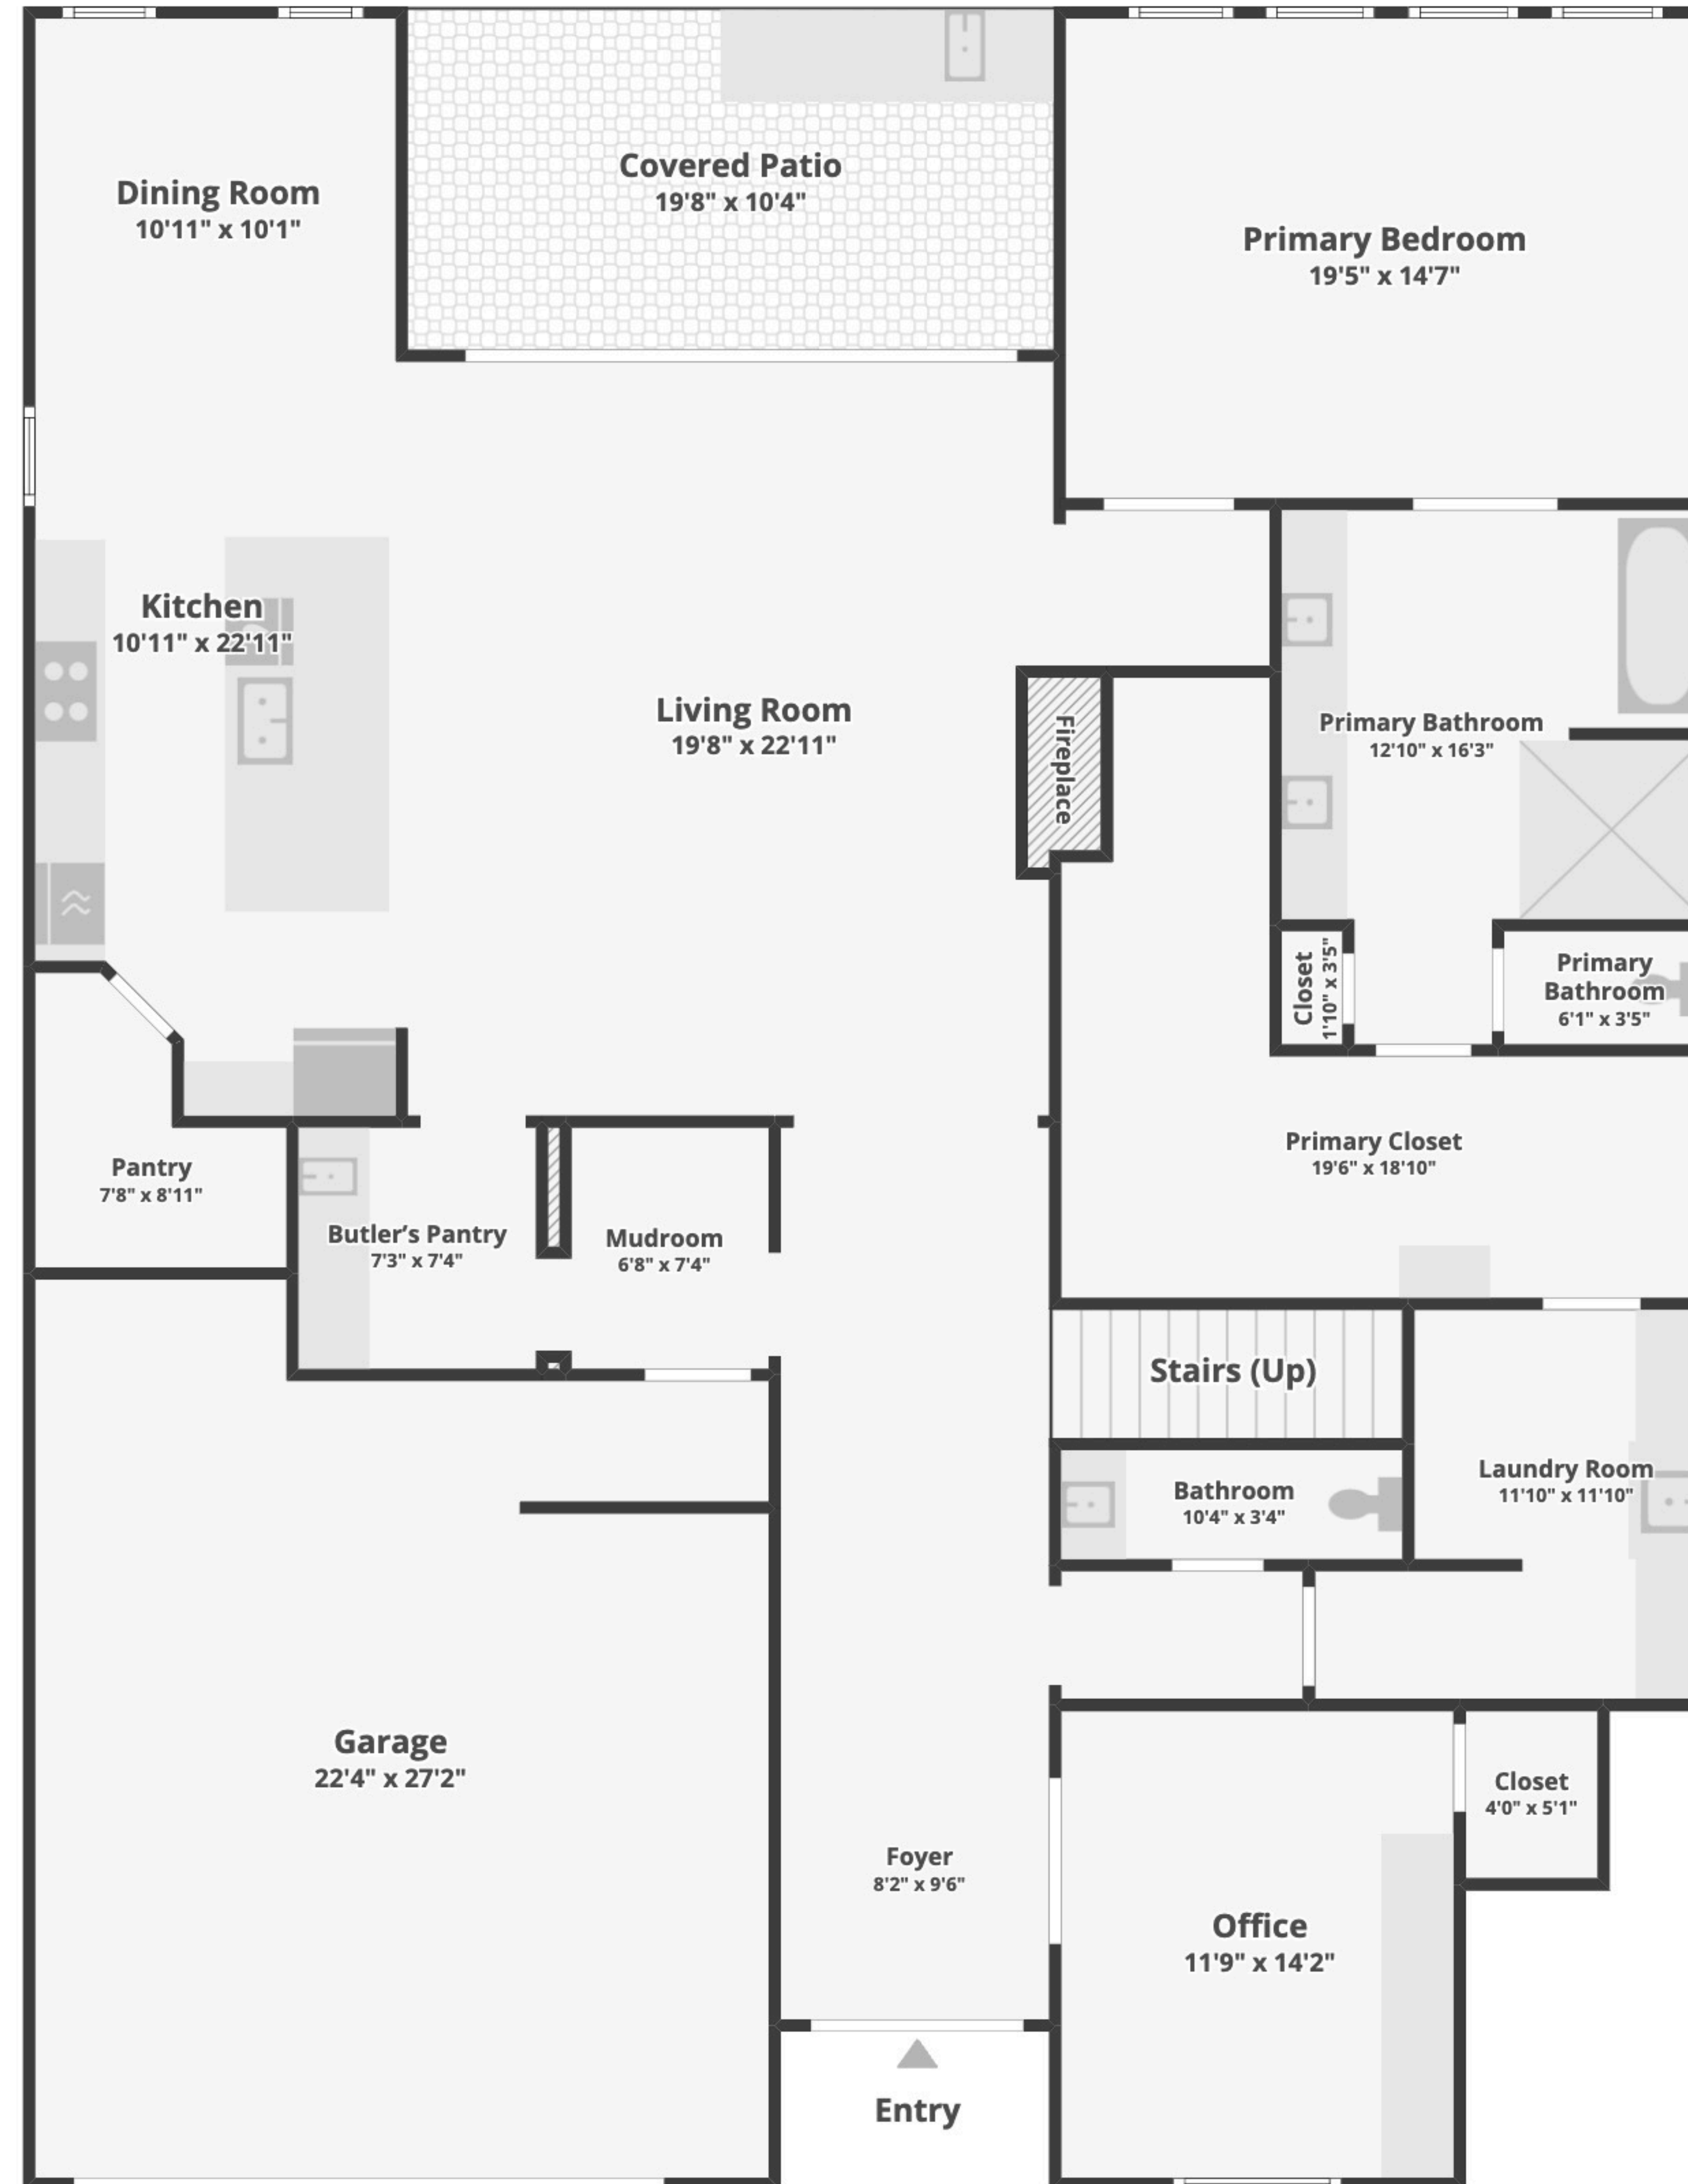 Dining Room
10'11" x 10'1"
Covered Patio
19'8" x 10'4"
Primary Bedroom
19'5" x 14'7"
Kitchen
10'11" x 22'11"
Living Room
19'8" x 22'11"
Fireplace
Primary Bathroom
12'10" x 16'3"
Closet
1'10" x 3'5"
Primary
Bathroom
6'1" x 3'5"
Pantry
7'8" x 8'11"
Butler’s Pantry
7'3" x 7'4"
Mudroom
6'8" x 7'4"
Primary Closet
19'6" x 18'10"
Stairs (Up)
Bathroom
10'4" x 3'4"
Laundry Room
11'10" x 11'10"
Garage
22'4" x 27'2"
Closet
4'0" x 5'1"
Foyer
8'2" x 9'6"
Office
11'9" x 14'2"
Entry